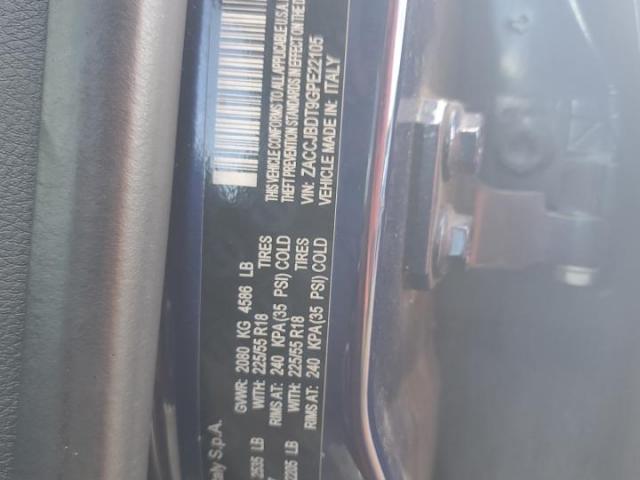 taly S.p.A.
GVWR: 2080 KG 4586 LB
2535 LB WITH: 225/55 R18 TIRES
RIMS AT: 240 KPA(35 PSI) COLD
2205 LB WITH: 225/55 R18 TIRES
RIMS AT: 240 KPA(35 PSI) COLD
THIS VEHICLE CONFORMS TO ALL APPLICABLE U.S.A.
THEFT PREVENTION STANDARDS IN EFFECT ON THE D
VIN: ZACCJBDT9GPE22105
VEHICLE MADE IN: ITALY